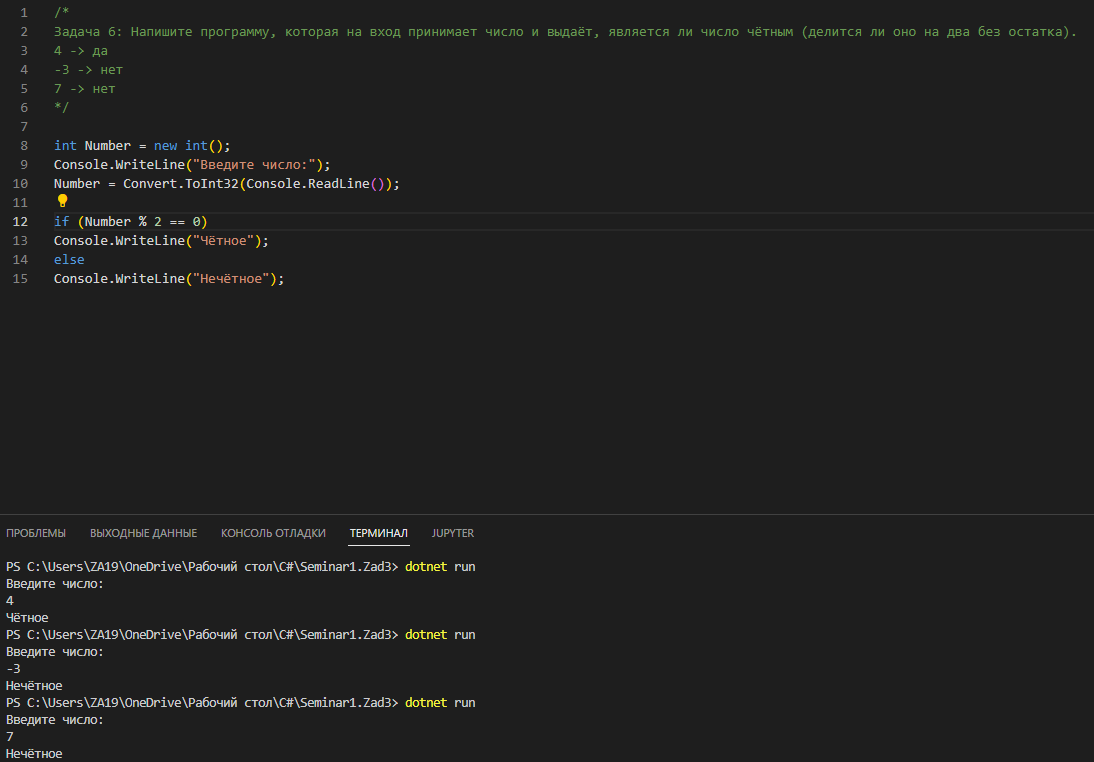 1 /*
2 Задача 6: Напишите программу, которая на вход принимает число и выдаёт, является ли число чётным (делится ли оно на два без остатка).
3 4 -> да
4 -3 -> нет
5 7 -> нет
6 */
7
8 int Number = new int();
9 Console.WriteLine("Введите число:");
10 Number = Convert.ToInt32(Console.ReadLine());
11
12 if (Number % 2 == 0)
13 Console.WriteLine("Чётное");
14 else
15 Console.WriteLine("Нечётное");
ПРОБЛЕМЫ ВЫХОДНЫЕ ДАННЫЕ КОНСОЛЬ ОТЛАДКИ ТЕРМИНАЛ JUPYTER
PS C:\Users\ZA19\OneDrive\Рабочий стол\C#\Seminar1.Zad3> dotnet run
Введите число:
4
Чётное
PS C:\Users\ZA19\OneDrive\Рабочий стол\C#\Seminar1.Zad3> dotnet run
Введите число:
-3
Нечётное
PS C:\Users\ZA19\OneDrive\Рабочий стол\C#\Seminar1.Zad3> dotnet run
Введите число:
7
Нечётное